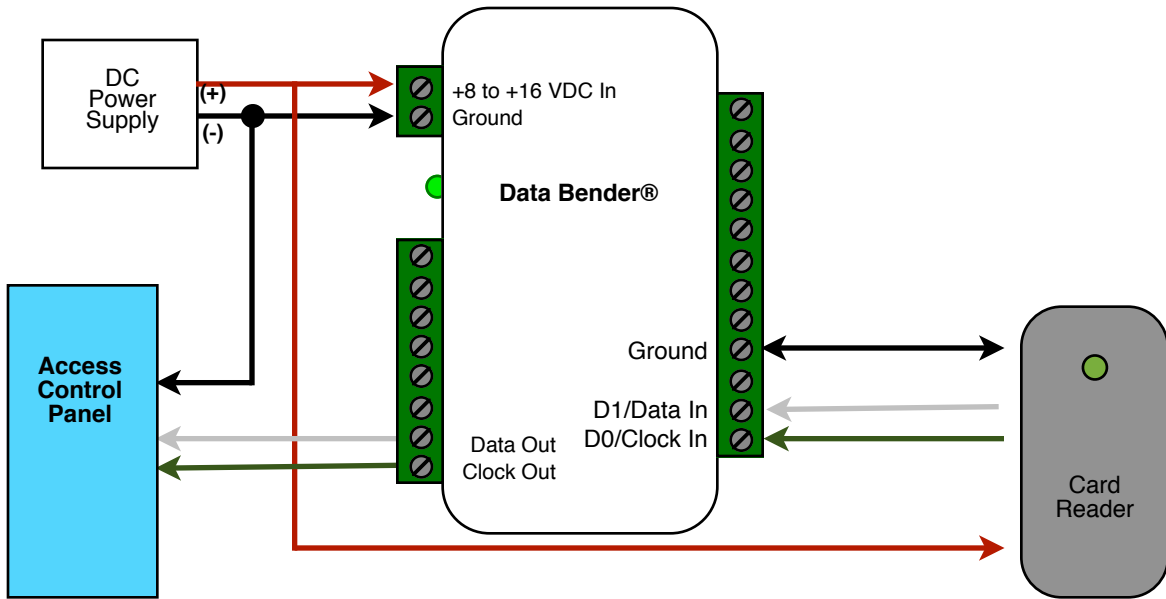 DC
Power
Supply
(+)
(-)
+8 to +16 VDC In
Ground
Data Bender®
Access
Control
Panel
Ground
D1/Data In
D0/Clock In
Data Out
Clock Out
Card
Reader